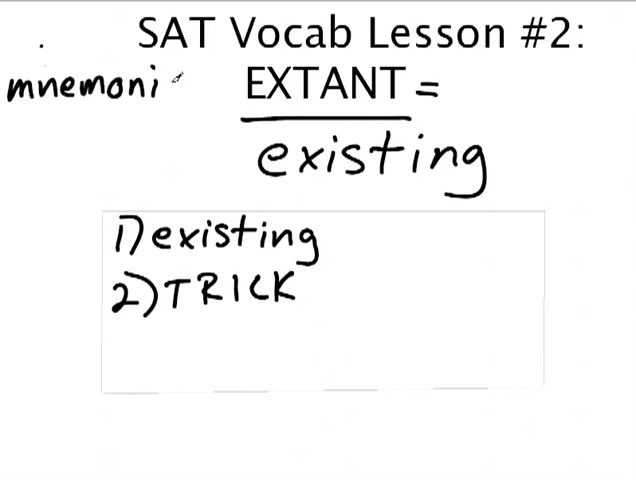 SAT Vocab Lesson #2:
mnemoni EXTANT =
existing
1) existing
2) TRICK